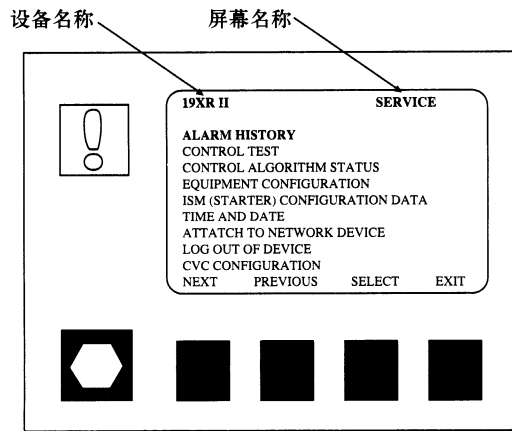 设备名称 屏幕名称
19XR II SERVICE
ALARM HISTORY
CONTROL TEST
CONTROL ALGORITHM STATUS
EQUIPMENT CONFIGURATION
ISM (STARTER) CONFIGURATION DATA
TIME AND DATE
ATTATCH TO NETWORK DEVICE
LOG OUT OF DEVICE
CVC CONFIGURATION
NEXT PREVIOUS SELECT EXIT